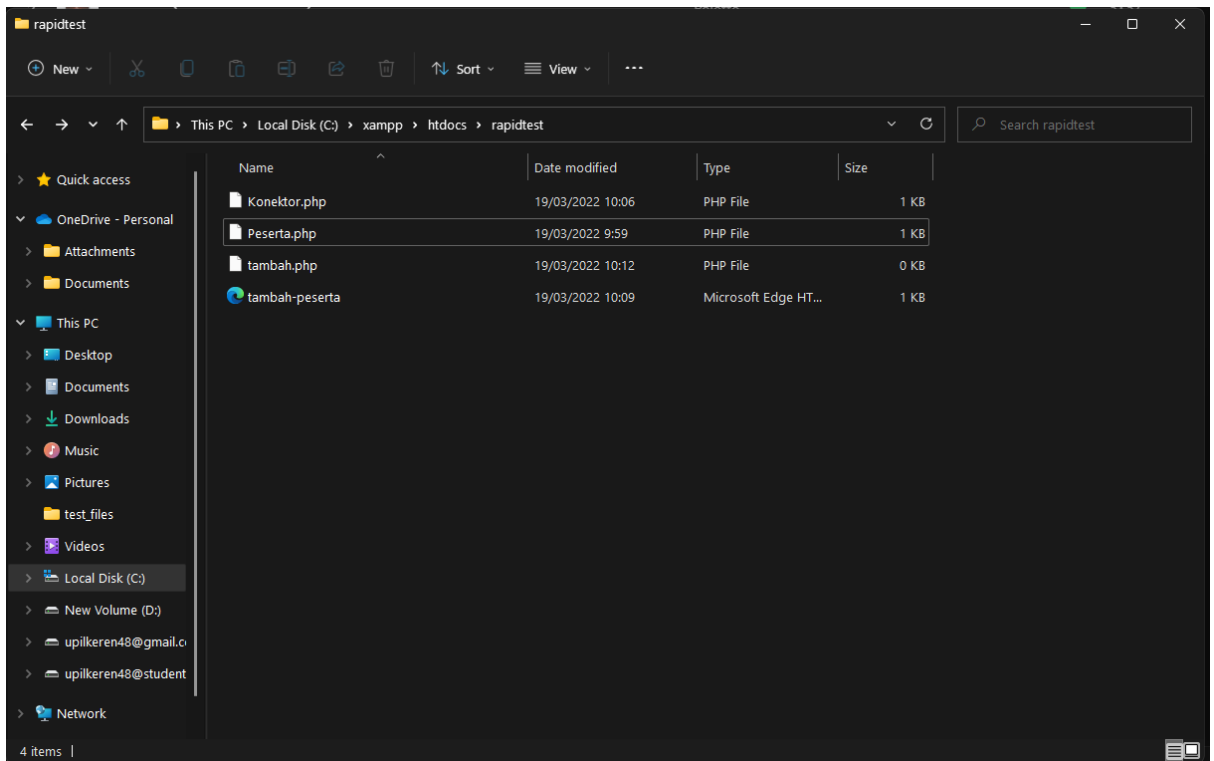 rapidtest
New
Sort
View
This PC > Local Disk (C:) > xampp > htdocs > rapidtest
Search rapidtest
Quick access
OneDrive - Personal
Attachments
Documents
This PC
Desktop
Documents
Downloads
Music
Pictures
test_files
Videos
Local Disk (C:)
New Volume (D:)
upilkeren48@gmail.c
upilkeren48@student
Network
Name Date modified Type Size
Konektor.php 19/03/2022 10:06 PHP File 1 KB
Peserta.php 19/03/2022 9:59 PHP File 1 KB
tambah.php 19/03/2022 10:12 PHP File 0 KB
tambah-peserta 19/03/2022 10:09 Microsoft Edge HT... 1 KB
4 items